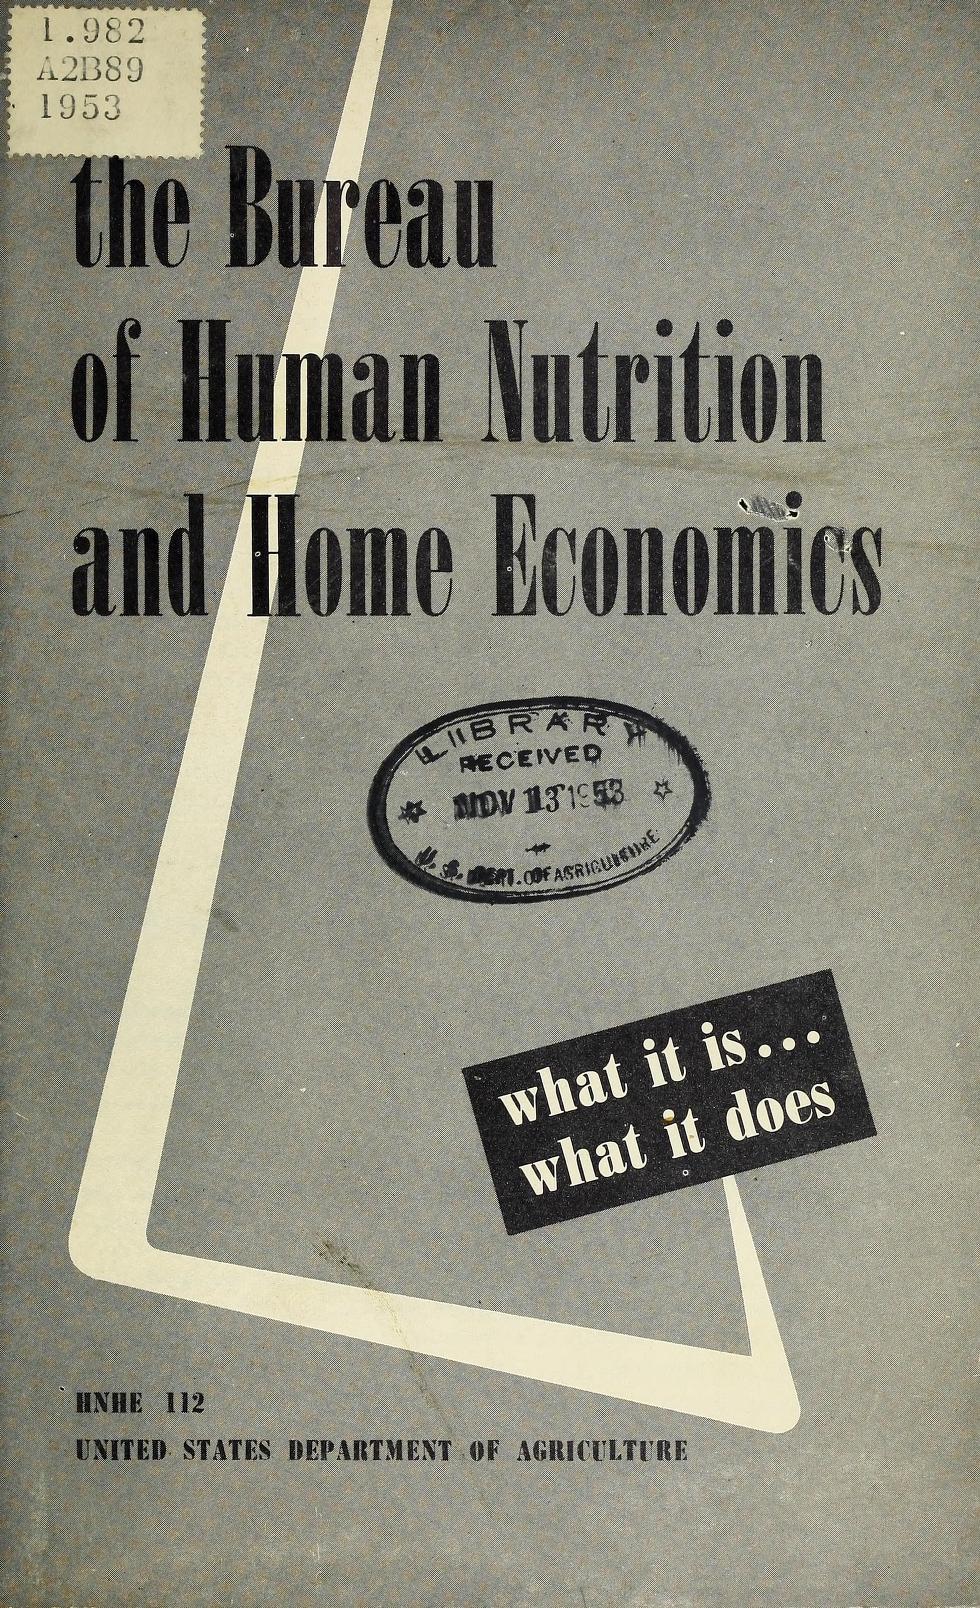 1.982
A2B89
1953
the Bureau
of Human Nutrition
and Home Economics
LIBRARY
RECEIVED
NOV 13 1953
U. S. DEPT. OF AGRICULTURE
what it is...
what it does
HNHE 112
UNITED STATES DEPARTMENT OF AGRICULTURE